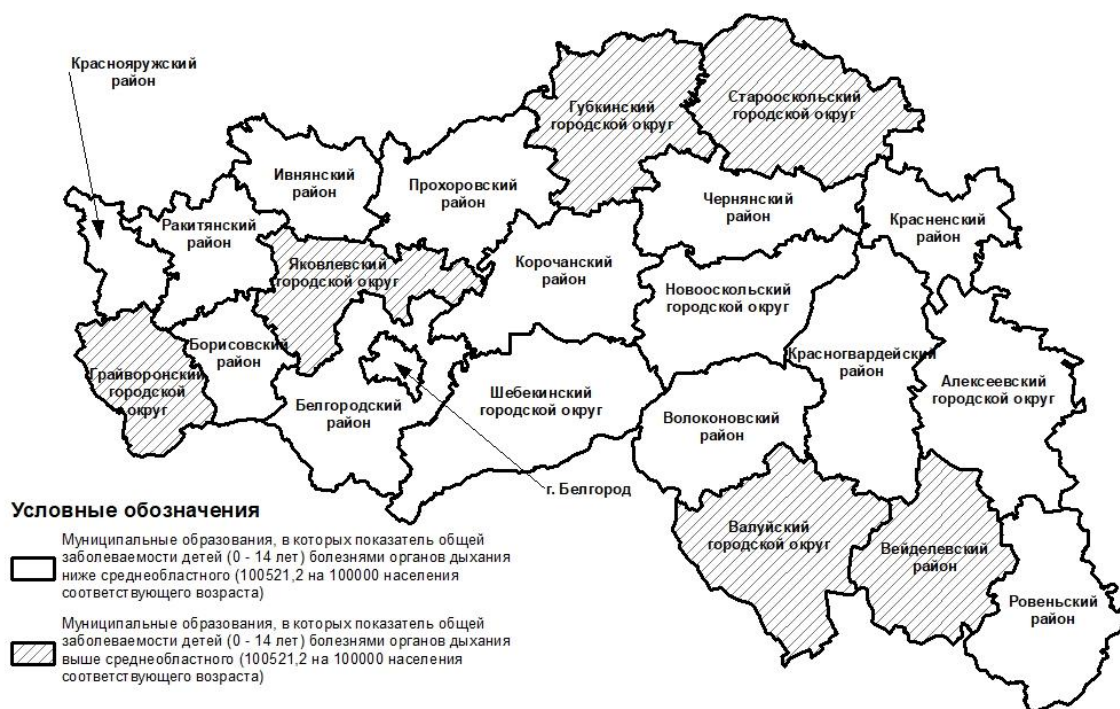 Краснояружский
район
Губкинский
городской округ
Старооскольский
городской округ
Ивнянский
район
Прохоровский
район
Чернянский
район
Красненский
район
Ракитянский
район
Яковлевский
городской округ
Корочанский
район
Новооскольский
городской округ
Борисовский
район
Красногвардейский
район
Грайворонский
городской
округ
Алексеевский
городской округ
Белгородский
район
Шебекинский
городской округ
Волоконовский
район
г. Белгород
Валуйский
городской округ
Вейделевский
район
Ровеньский
район
Условные обозначения
Муниципальные образования, в которых показатель общей
заболеваемости детей (0 - 14 лет) болезнями органов дыхания
ниже среднеобластного (100521,2 на 100000 населения
соответствующего возраста)
Муниципальные образования, в которых показатель общей
заболеваемости детей (0 - 14 лет) болезнями органов дыхания
выше среднеобластного (100521,2 на 100000 населения
соответствующего возраста)